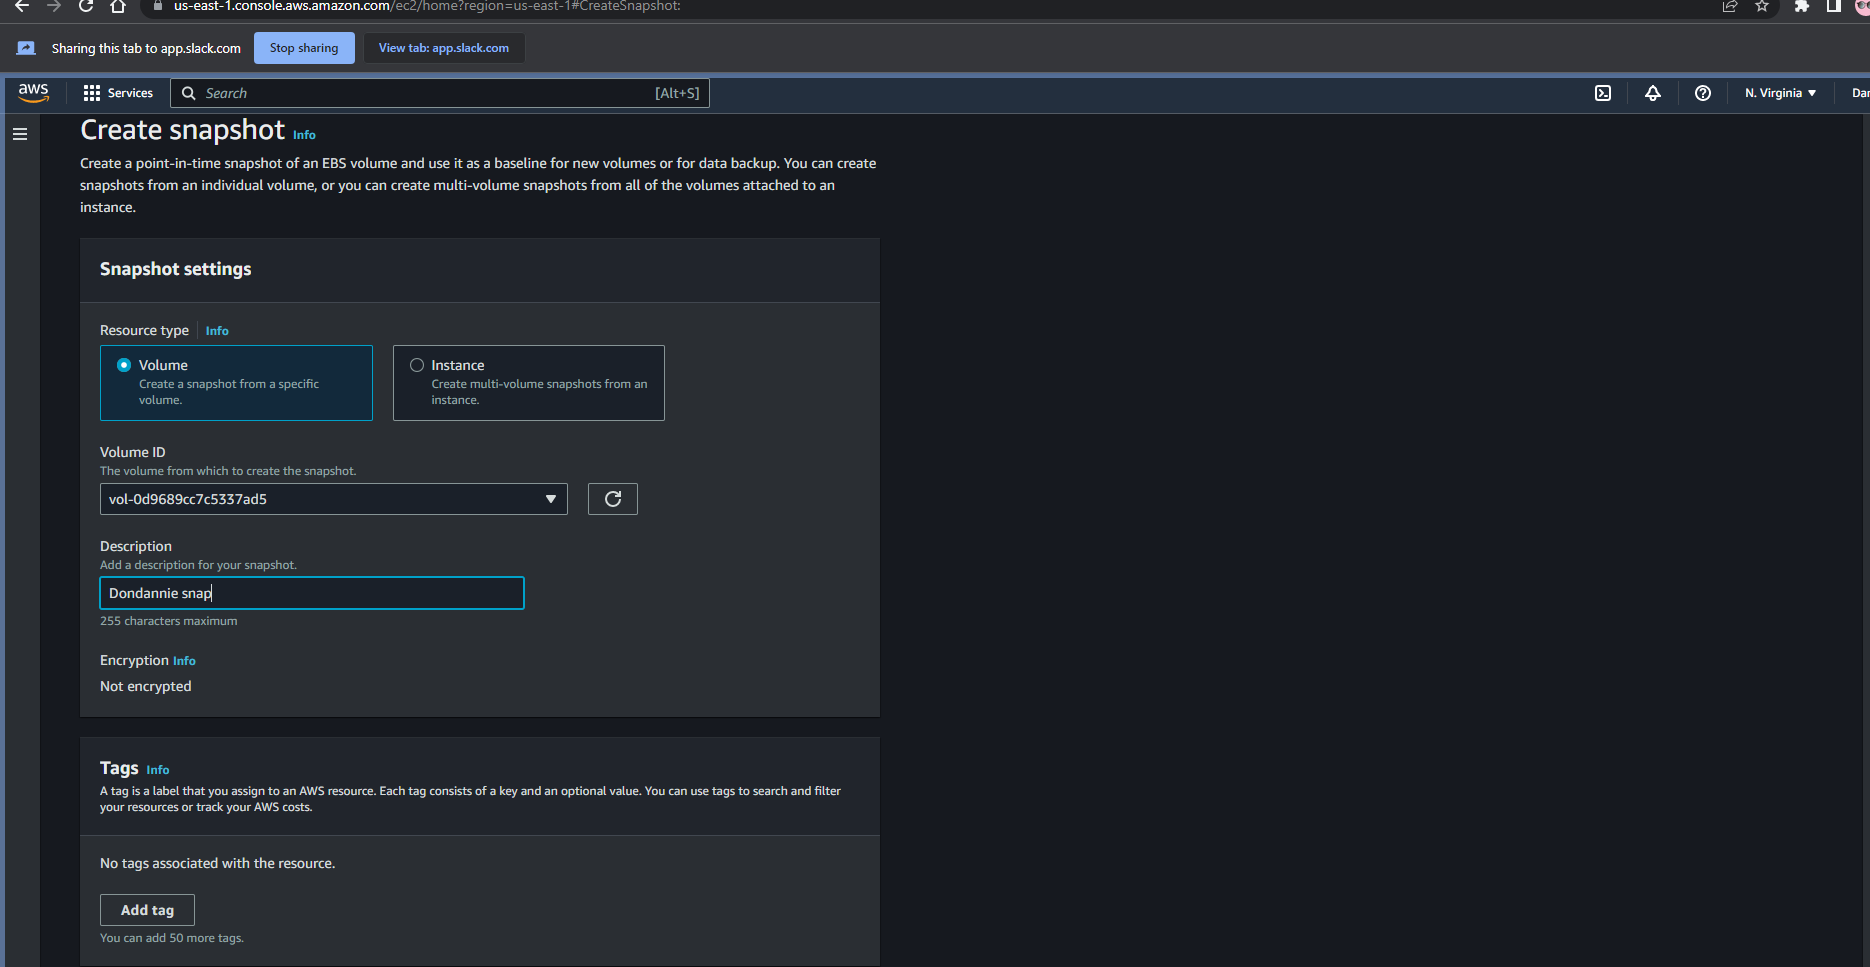 us-east-1.console.aws.amazon.com/ec2/home?region=us-east-1#CreateSnapshot:
Sharing this tab to app.slack.com
Stop sharing
View tab: app.slack.com
aws
Services
Search
[Alt+S]
N. Virginia
Create snapshot Info
Create a point-in-time snapshot of an EBS volume and use it as a baseline for new volumes or for data backup. You can create
snapshots from an individual volume, or you can create multi-volume snapshots from all of the volumes attached to an
instance.
Snapshot settings
Resource type Info
Volume
Create a snapshot from a specific
volume.
Instance
Create multi-volume snapshots from an
instance.
Volume ID
The volume from which to create the snapshot.
vol-0d9689cc7c5337ad5
Description
Add a description for your snapshot.
Dondannie snap
255 characters maximum
Encryption Info
Not encrypted
Tags Info
A tag is a label that you assign to an AWS resource. Each tag consists of a key and an optional value. You can use tags to search and filter
your resources or track your AWS costs.
No tags associated with the resource.
Add tag
You can add 50 more tags.